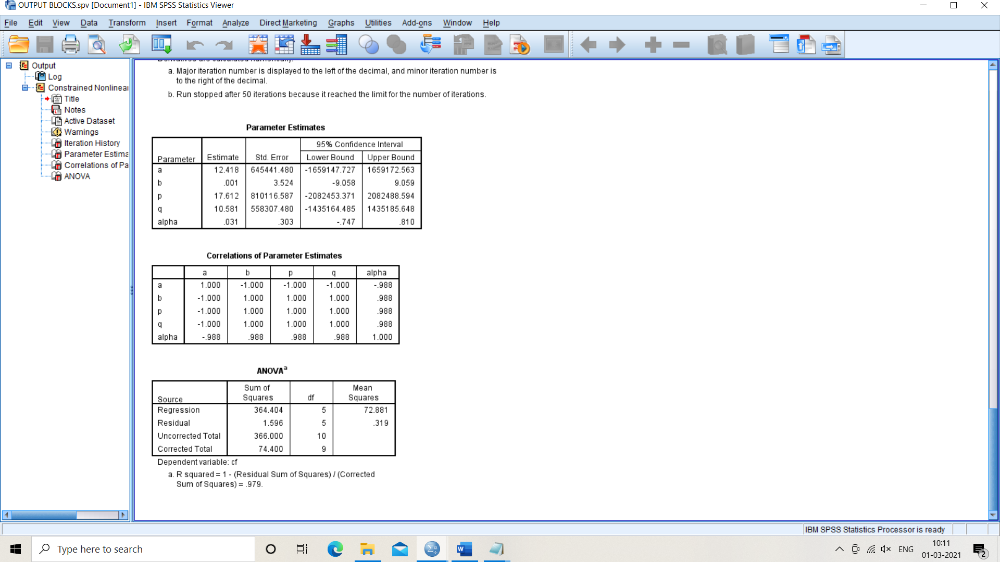 OUTPUT BLOCKS.spv [Document1] - IBM SPSS Statistics Viewer
File Edit View Data Transform Insert Format Analyze Direct Marketing Graphs Utilities Add-ons Window Help
Output
Log
Constrained Nonlinear
Title
Notes
Active Dataset
Warnings
Iteration History
Parameter Estima
Correlations of Pa
ANOVA
Derivatives are calculated numerically.
a. Major iteration number is displayed to the left of the decimal, and minor iteration number is
to the right of the decimal.
b. Run stopped after 50 iterations because it reached the limit for the number of iterations.
Parameter Estimates
95% Confidence Interval
Parameter Estimate Std. Error Lower Bound Upper Bound
a 12.418 645441.480 -1659147.727 1659172.563
b .001 3.524 -9.058 9.059
p 17.612 810116.587 -2082453.371 2082488.594
q 10.581 558307.480 -1435164.485 1435185.648
alpha .031 .303 -.747 .810
Correlations of Parameter Estimates
a b p q alpha
a 1.000 -1.000 -1.000 -1.000 -.988
b -1.000 1.000 1.000 1.000 .988
p -1.000 1.000 1.000 1.000 .988
q -1.000 1.000 1.000 1.000 .988
alpha -.988 .988 .988 .988 1.000
ANOVAa
Sum of Mean
Source Squares df Squares
Regression 364.404 5 72.881
Residual 1.596 5 .319
Uncorrected Total 366.000 10
Corrected Total 74.400 9
Dependent variable: cf
a. R squared = 1 - (Residual Sum of Squares) / (Corrected
Sum of Squares) = .979.
IBM SPSS Statistics Processor is ready
Type here to search
ENG
10:11
01-03-2021
2